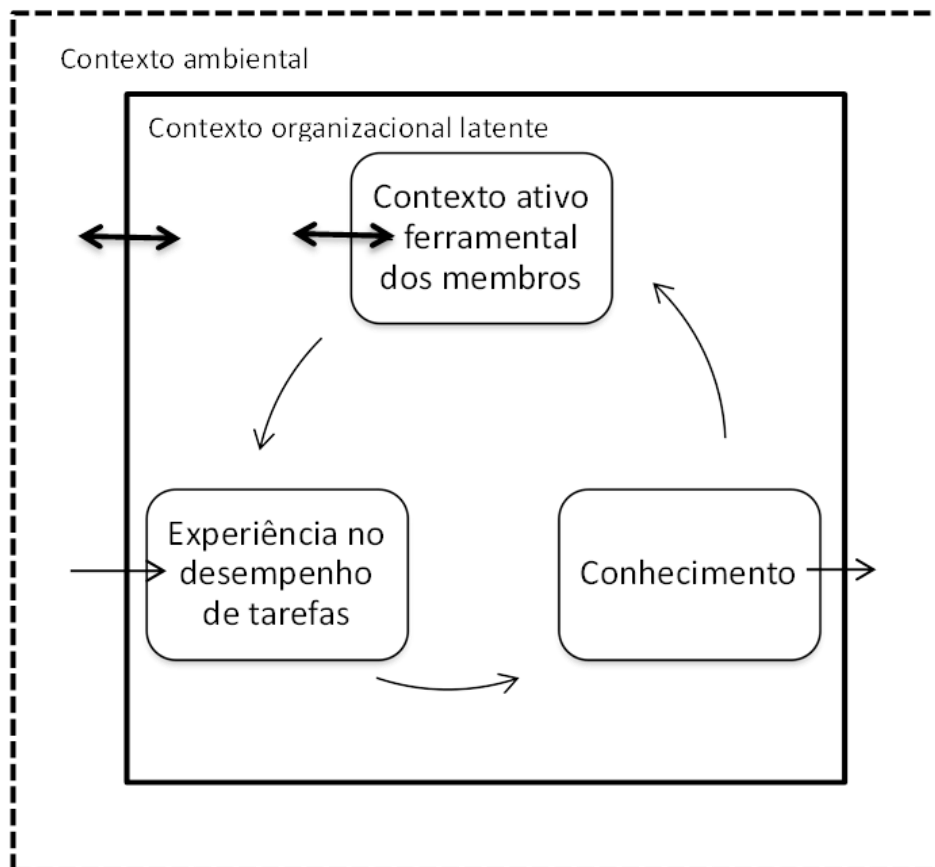 Contexto ambiental
Contexto organizacional latente
Contexto ativo
ferramental
dos membros
Experiência no
desempenho
de tarefas
Conhecimento